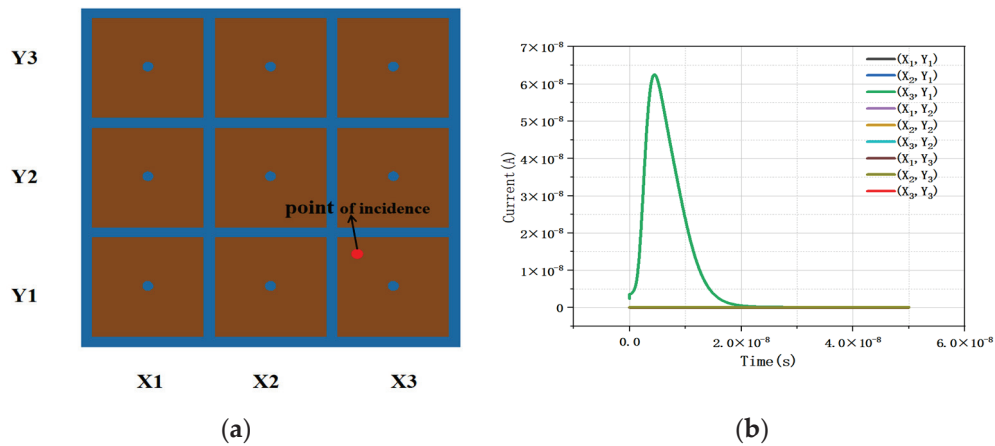 Y3
Y2
Y1
point of incidence
X1
X2
X3
(a)
7×10⁻⁸
6×10⁻⁸
5×10⁻⁸
4×10⁻⁸
3×10⁻⁸
2×10⁻⁸
1×10⁻⁸
0
Current(A)
0.0
2.0×10⁻⁸
4.0×10⁻⁸
6.0×10⁻⁸
Time(s)
(X₁,Y₁)
(X₂,Y₁)
(X₃,Y₁)
(X₁,Y₂)
(X₂,Y₂)
(X₃,Y₂)
(X₁,Y₃)
(X₂,Y₃)
(X₃,Y₃)
(b)